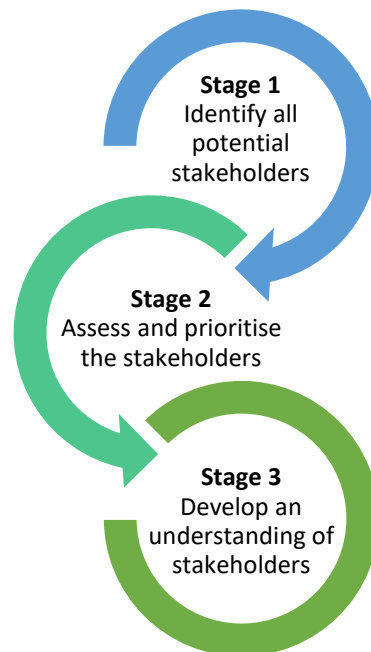 Stage 1
Identify all
potential
stakeholders
Stage 2
Assess and prioritise
the stakeholders
Stage 3
Develop an
understanding of
stakeholders